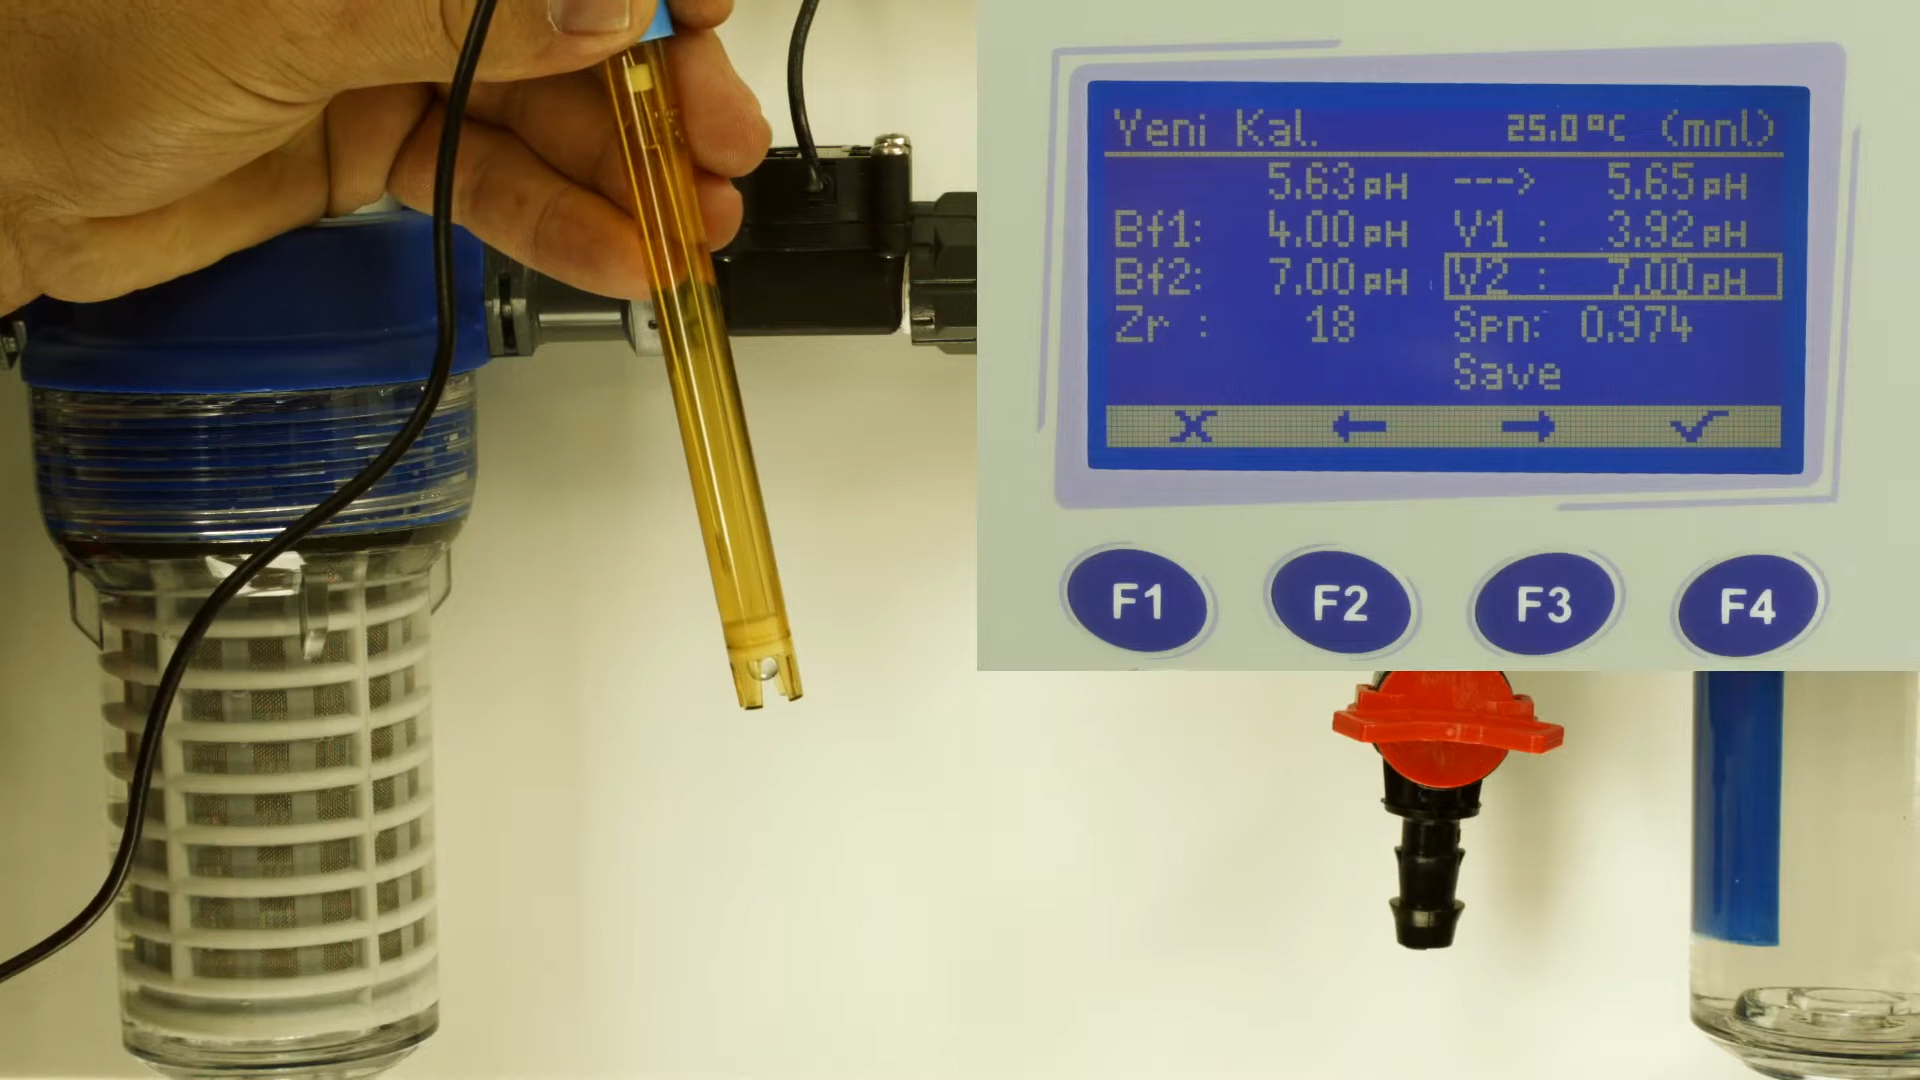 Yeni Kal. 25.0°C (mnl)
5.63 pH ---> 5.65 pH
Bf1: 4.00 pH V1 : 3.92 pH
Bf2: 7.00 pH V2 : 7.00 pH
Zr : 18 Spn: 0.974
Save
F1 F2 F3 F4